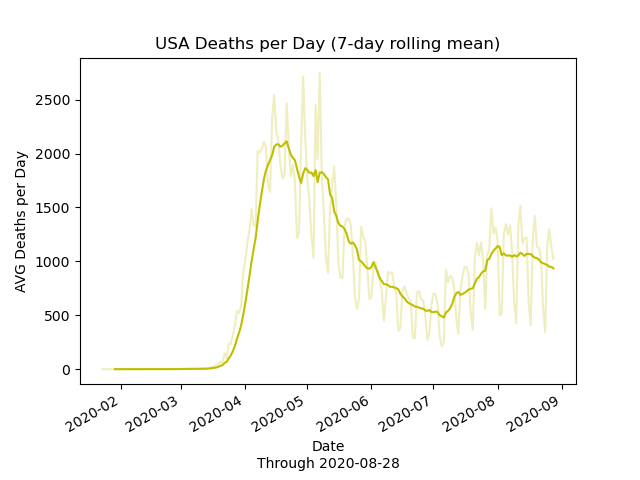 USA Deaths per Day (7-day rolling mean)
AVG Deaths per Day
2500
2000
1500
1000
500
0
2020-02 2020-03 2020-04 2020-05 2020-06 2020-07 2020-08 2020-09
Date
Through 2020-08-28